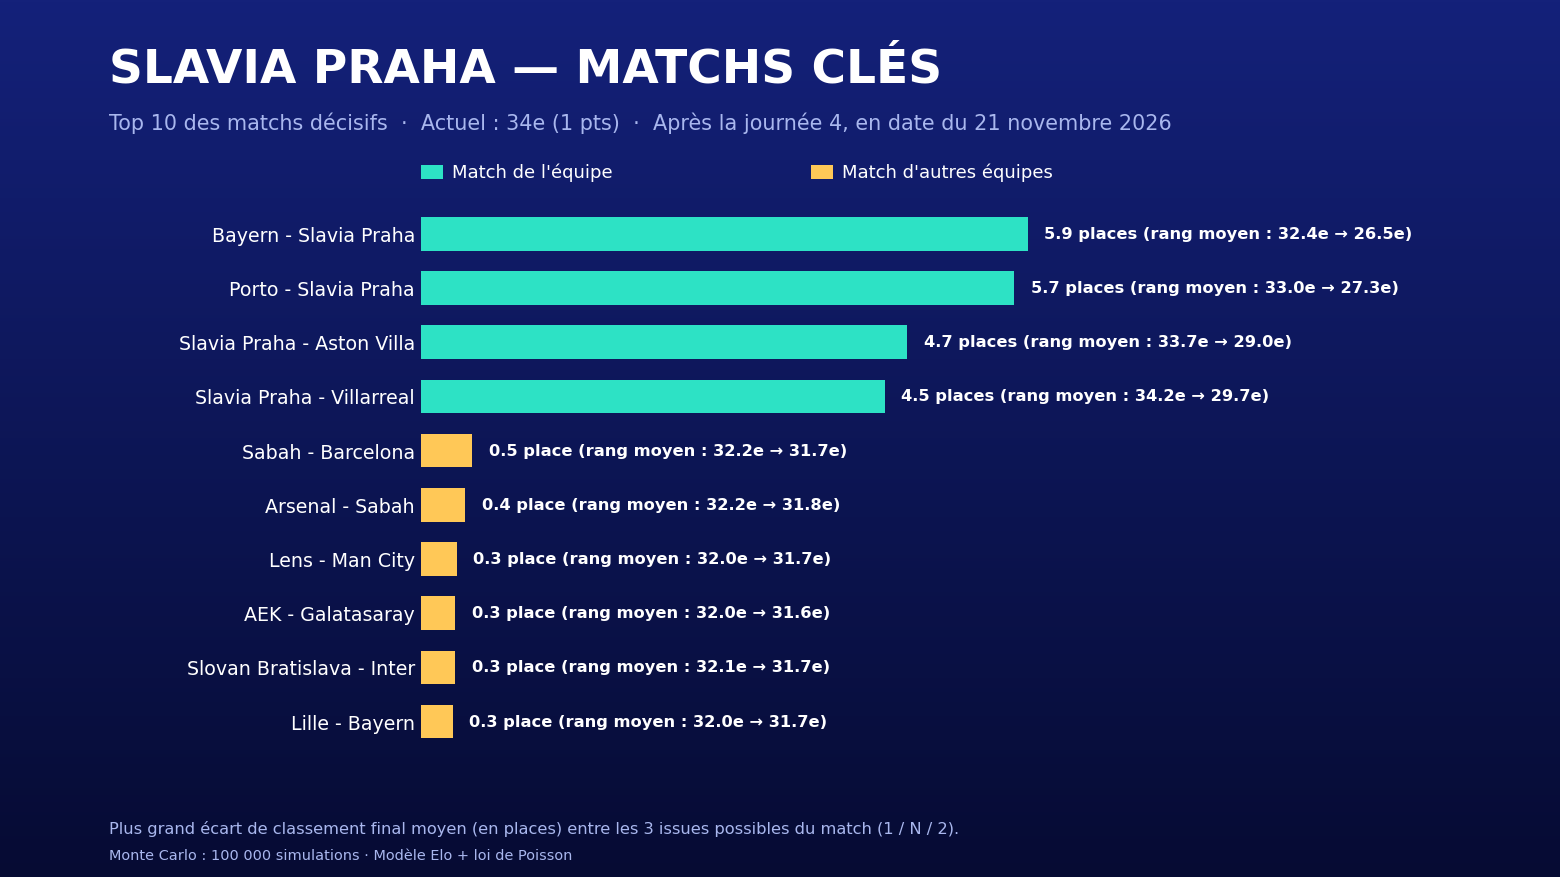 SLAVIA PRAHA — MATCHS CLÉS
Top 10 des matchs décisifs · Actuel : 34e (1 pts) · Après la journée 4, en date du 21 novembre 2026
Match de l'équipe
Match d'autres équipes
Bayern - Slavia Praha 5.9 places (rang moyen : 32.4e → 26.5e)
Porto - Slavia Praha 5.7 places (rang moyen : 33.0e → 27.3e)
Slavia Praha - Aston Villa 4.7 places (rang moyen : 33.7e → 29.0e)
Slavia Praha - Villarreal 4.5 places (rang moyen : 34.2e → 29.7e)
Sabah - Barcelona 0.5 place (rang moyen : 32.2e → 31.7e)
Arsenal - Sabah 0.4 place (rang moyen : 32.2e → 31.8e)
Lens - Man City 0.3 place (rang moyen : 32.0e → 31.7e)
AEK - Galatasaray 0.3 place (rang moyen : 32.0e → 31.6e)
Slovan Bratislava - Inter 0.3 place (rang moyen : 32.1e → 31.7e)
Lille - Bayern 0.3 place (rang moyen : 32.0e → 31.7e)
Plus grand écart de classement final moyen (en places) entre les 3 issues possibles du match (1 / N / 2).
Monte Carlo : 100 000 simulations · Modèle Elo + loi de Poisson